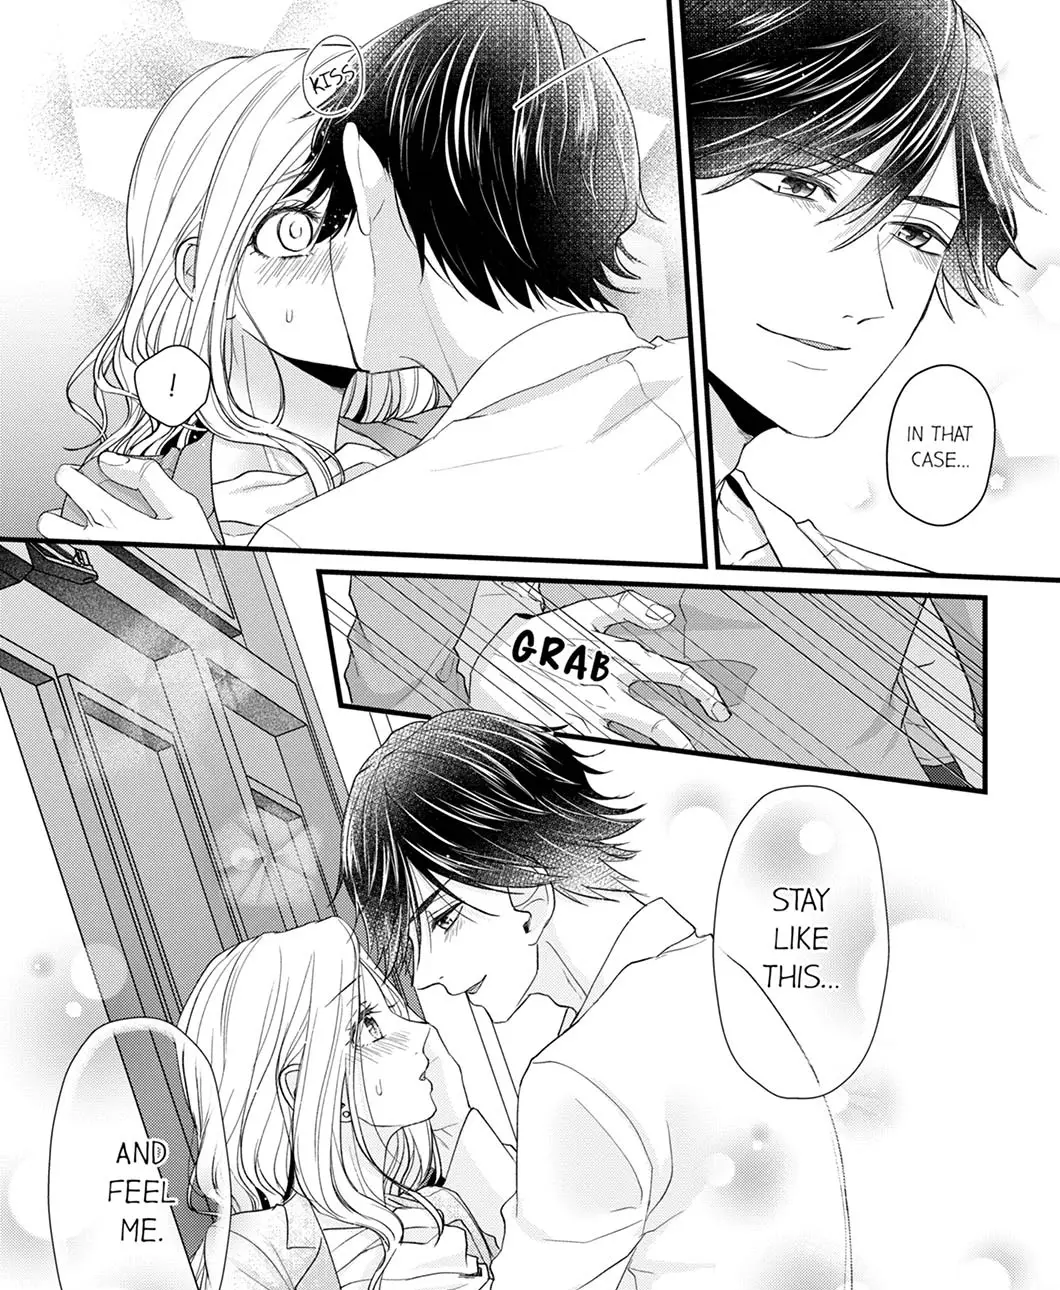 IN THAT
CASE...
KISS
!
GRAB
STAY
LIKE
THIS...
AND
FEEL
ME.